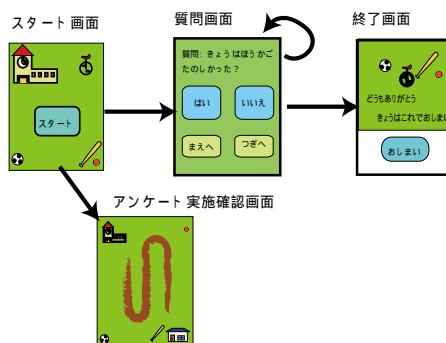 スタート画面
質問画面
終了画面
質問: きょうはほうかご
たのしかった？
はい
いいえ
まえへ
つぎへ
スタート
どうもありがとう
きょうはこれでおしまい
おしまい
アンケート実施確認画面